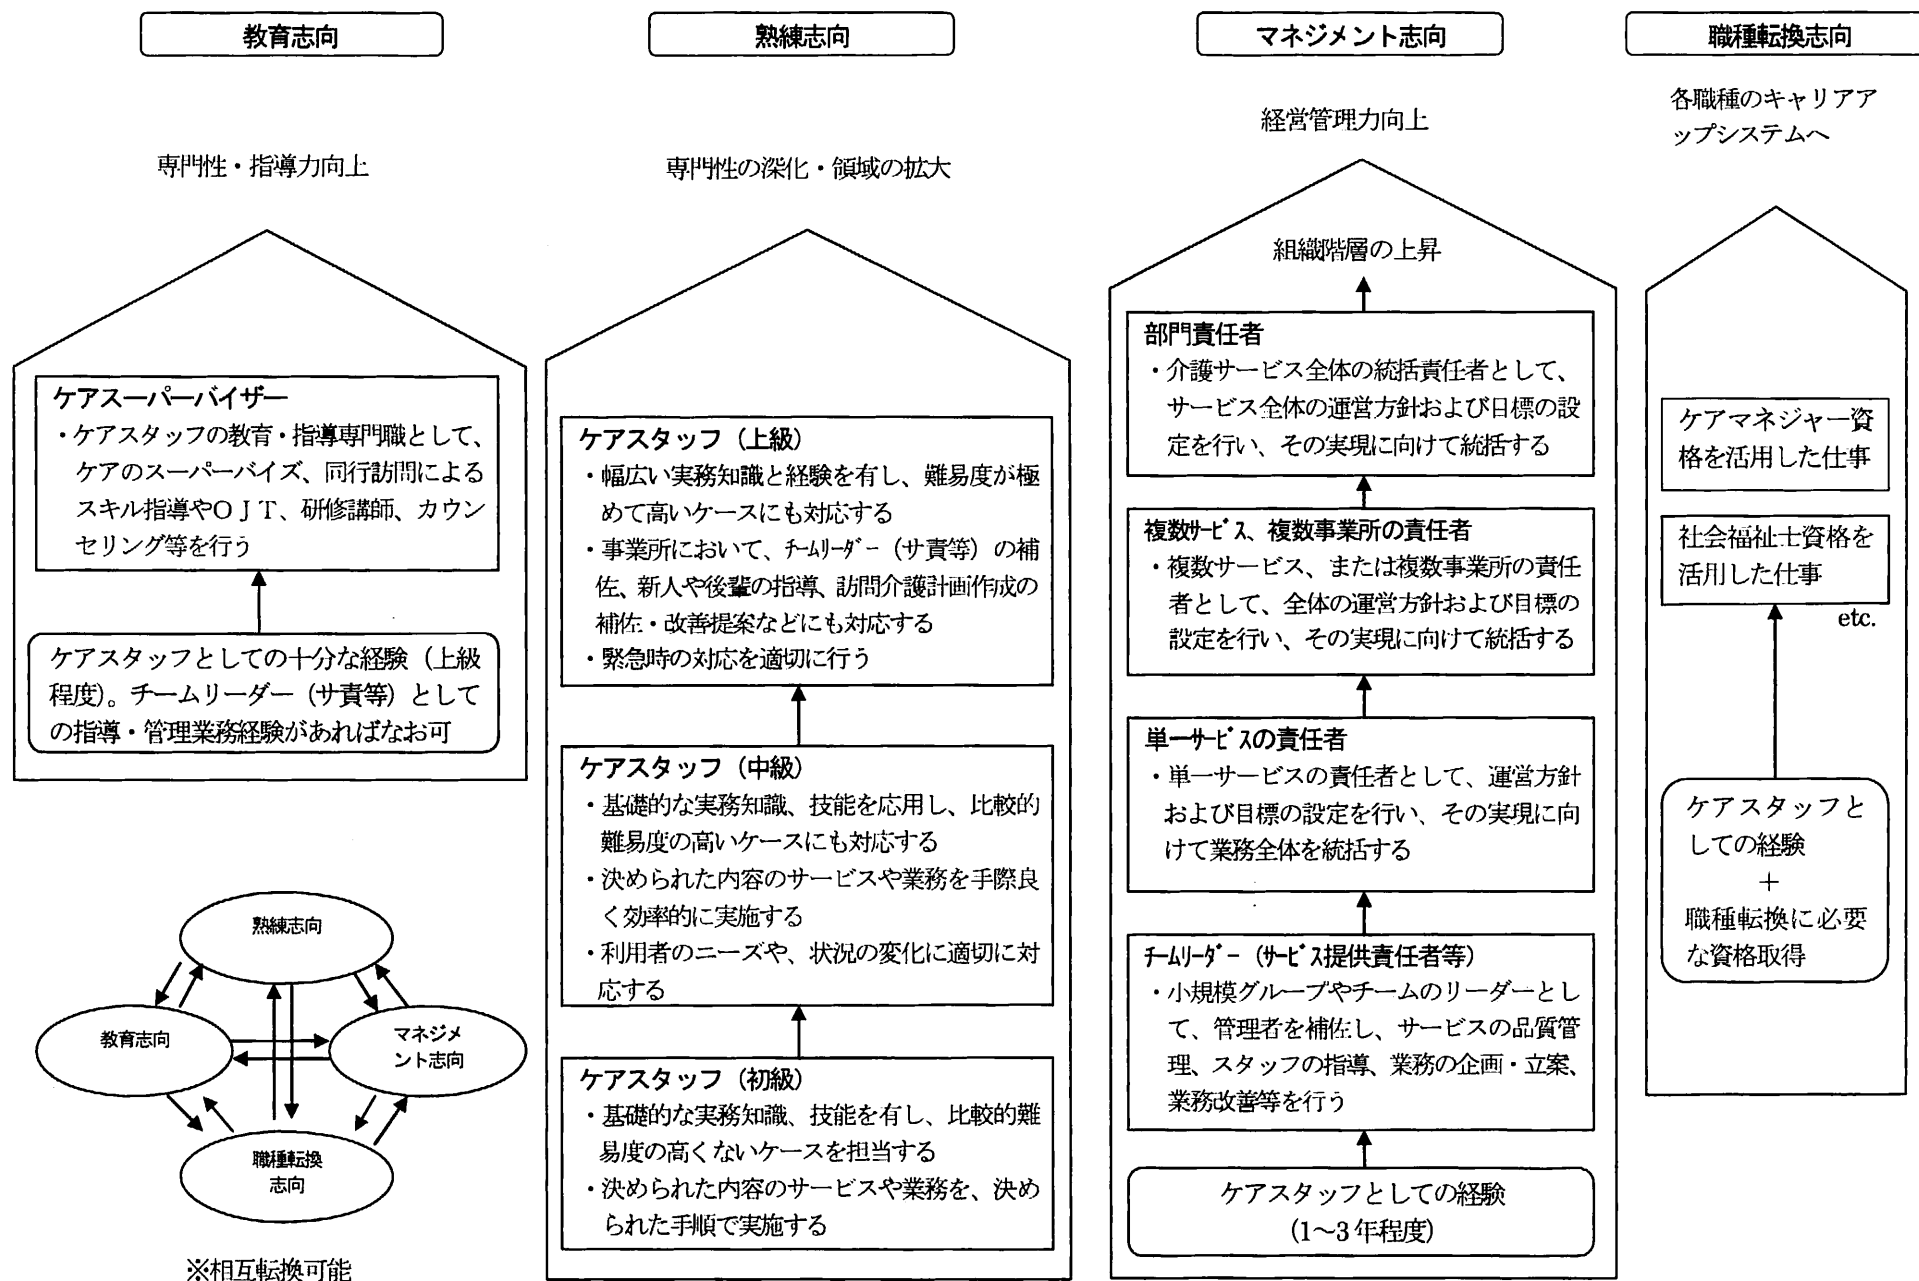 教育志向
専門性・指導力向上
ケアスーパーバイザー
・ケアスタッフの教育・指導専門職として、
ケアのスーパーバイズ、同行訪問による
スキル指導やＯＪＴ、研修講師、カウン
セリング等を行う
ケアスタッフとしての十分な経験（上級
程度）。チームリーダー（サ責等）として
の指導・管理業務経験があればなお可
熟練志向
教育志向
マネジメ
ント志向
職種転換
志向
※相互転換可能
熟練志向
専門性の深化・領域の拡大
ケアスタッフ（上級）
・幅広い実務知識と経験を有し、難易度が極
めて高いケースにも対応する
・事業所において、ﾁｰﾑﾘｰﾀﾞｰ（サ責等）の補
佐、新人や後輩の指導、訪問介護計画作成の
補佐・改善提案などにも対応する
・緊急時の対応を適切に行う
ケアスタッフ（中級）
・基礎的な実務知識、技能を応用し、比較的
難易度の高いケースにも対応する
・決められた内容のサービスや業務を手際良
く効率的に実施する
・利用者のニーズや、状況の変化に適切に対
応する
ケアスタッフ（初級）
・基礎的な実務知識、技能を有し、比較的難
易度の高くないケースを担当する
・決められた内容のサービスや業務を、決め
られた手順で実施する
マネジメント志向
経営管理力向上
組織階層の上昇
部門責任者
・介護サービス全体の統括責任者として、
サービス全体の運営方針および目標の設
定を行い、その実現に向けて統括する
複数ｻｰﾋﾞｽ、複数事業所の責任者
・複数サービス、または複数事業所の責任
者として、全体の運営方針および目標の
設定を行い、その実現に向けて統括する
単一ｻｰﾋﾞｽの責任者
・単一サービスの責任者として、運営方針
および目標の設定を行い、その実現に向
けて業務全体を統括する
ﾁｰﾑﾘｰﾀﾞｰ（ｻｰﾋﾞｽ提供責任者等）
・小規模グループやチームのリーダーとし
て、管理者を補佐し、サービスの品質管
理、スタッフの指導、業務の企画・立案、
業務改善等を行う
ケアスタッフとしての経験
（1～3 年程度）
職種転換志向
各職種のキャリアア
ップシステムへ
ケアマネジャー資
格を活用した仕事
社会福祉士資格を
活用した仕事
etc.
ケアスタッフと
しての経験
＋
職種転換に必要
な資格取得